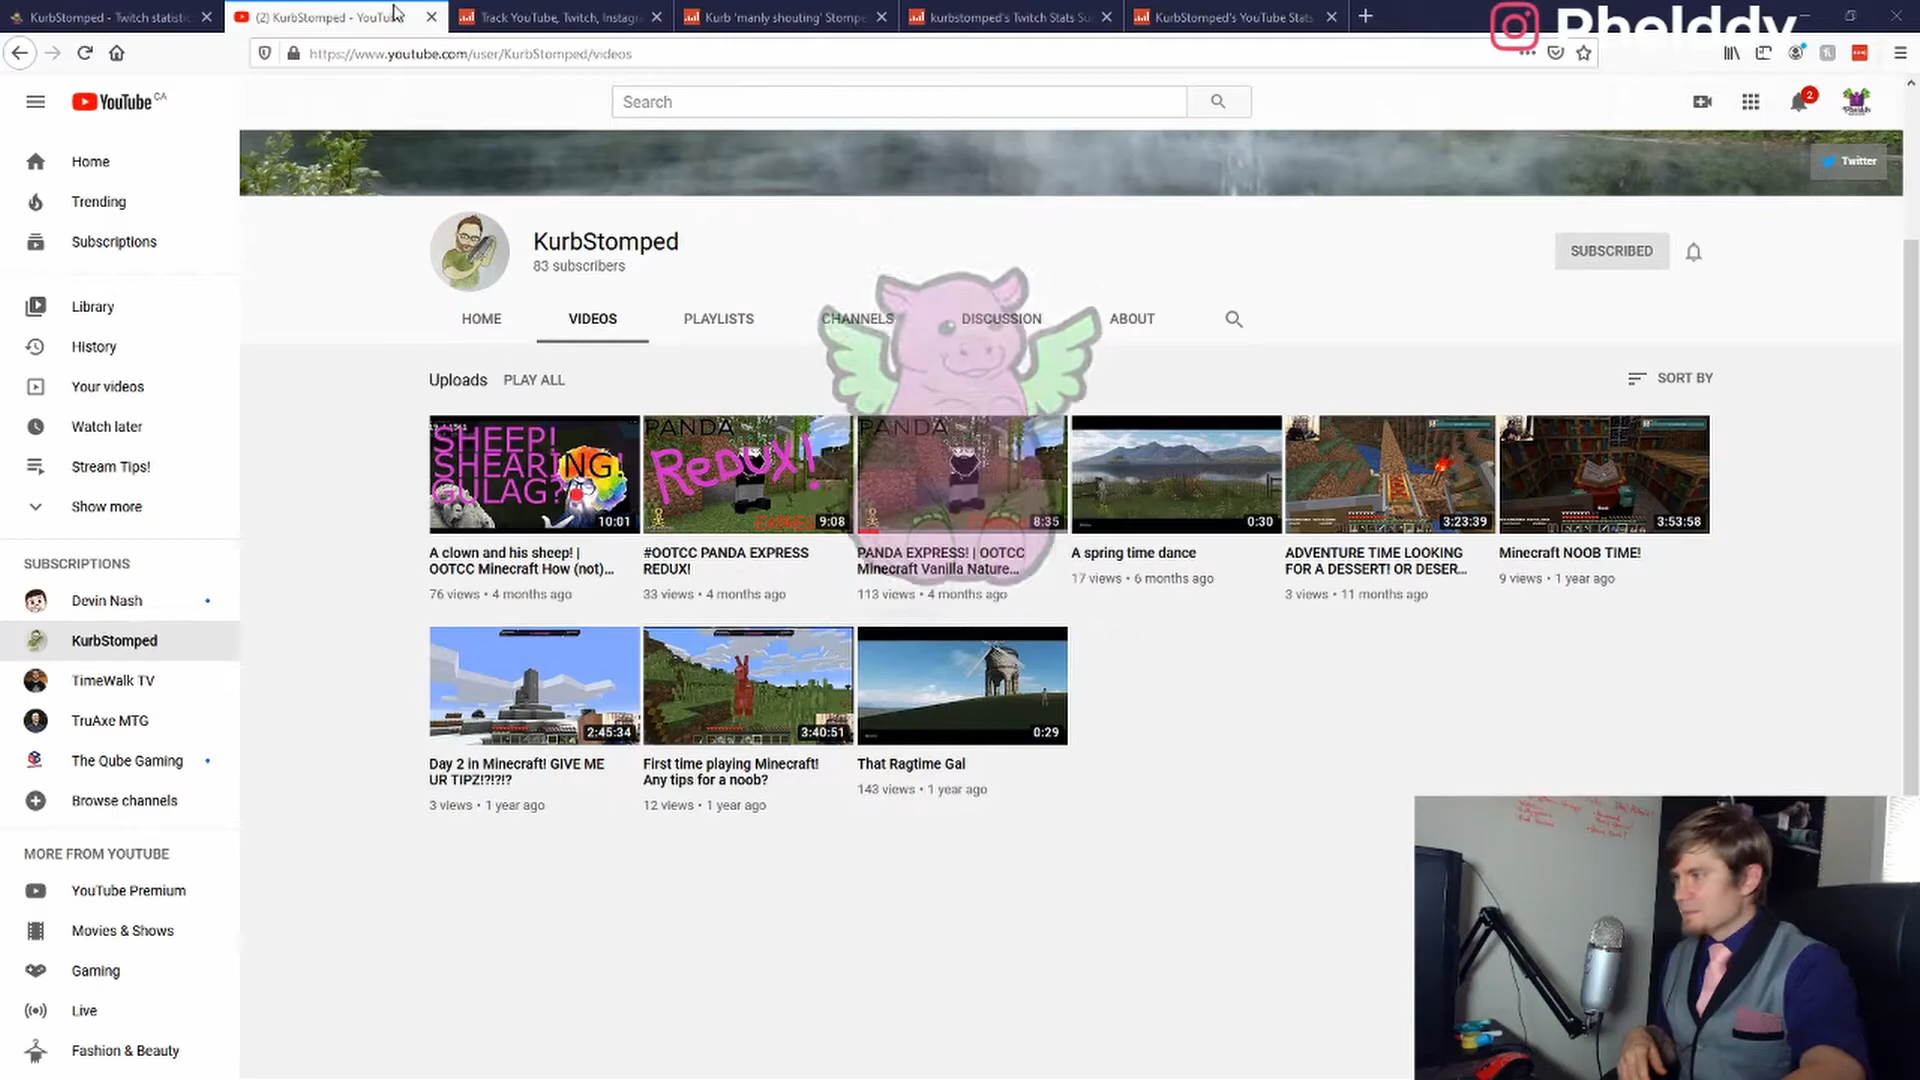 KurbStomped - Twitch statistic
(2) KurbStomped - YouTu
Track YouTube, Twitch, Instagra
Kurb 'manly shouting' Stompe
kurbstomped's Twitch Stats Su
KurbStomped's YouTube Stats
Phelddy
https://www.youtube.com/user/KurbStomped/videos
YouTube CA
Search
2
Home
Trending
Subscriptions
Library
History
Your videos
Watch later
Stream Tips!
Show more
SUBSCRIPTIONS
Devin Nash
KurbStomped
TimeWalk TV
TruAxe MTG
The Qube Gaming
Browse channels
MORE FROM YOUTUBE
YouTube Premium
Movies & Shows
Gaming
Live
Fashion & Beauty
Twitter
KurbStomped
83 subscribers
SUBSCRIBED
HOME
VIDEOS
PLAYLISTS
CHANNELS
DISCUSSION
ABOUT
Uploads
PLAY ALL
SORT BY
SHEEP!
SHEARING!
GULAG?
10:01
A clown and his sheep! |
OOTCC Minecraft How (not)...
76 views • 4 months ago
PANDA
REDUX!
EXPRESS
9:08
#OOTCC PANDA EXPRESS
REDUX!
33 views • 4 months ago
PANDA
8:35
PANDA EXPRESS! | OOTCC
Minecraft Vanilla Nature...
113 views • 4 months ago
0:30
A spring time dance
17 views • 6 months ago
3:23:39
ADVENTURE TIME LOOKING
FOR A DESSERT! OR DESER...
3 views • 11 months ago
3:53:58
Minecraft NOOB TIME!
9 views • 1 year ago
2:45:34
Day 2 in Minecraft! GIVE ME
UR TIPZ!?!?!?
3 views • 1 year ago
3:40:51
First time playing Minecraft!
Any tips for a noob?
12 views • 1 year ago
0:29
That Ragtime Gal
143 views • 1 year ago